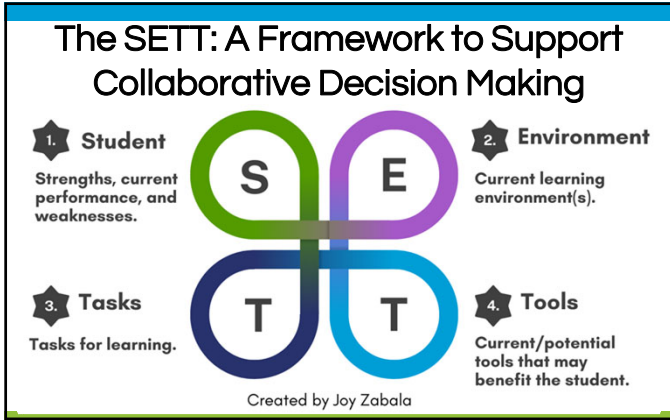 The SETT: A Framework to Support
Collaborative Decision Making
1. Student
Strengths, current
performance, and
weaknesses.
S
E
2. Environment
Current learning
environment(s).
3. Tasks
Tasks for learning.
T
T
4. Tools
Current/potential
tools that may
benefit the student.
Created by Joy Zabala